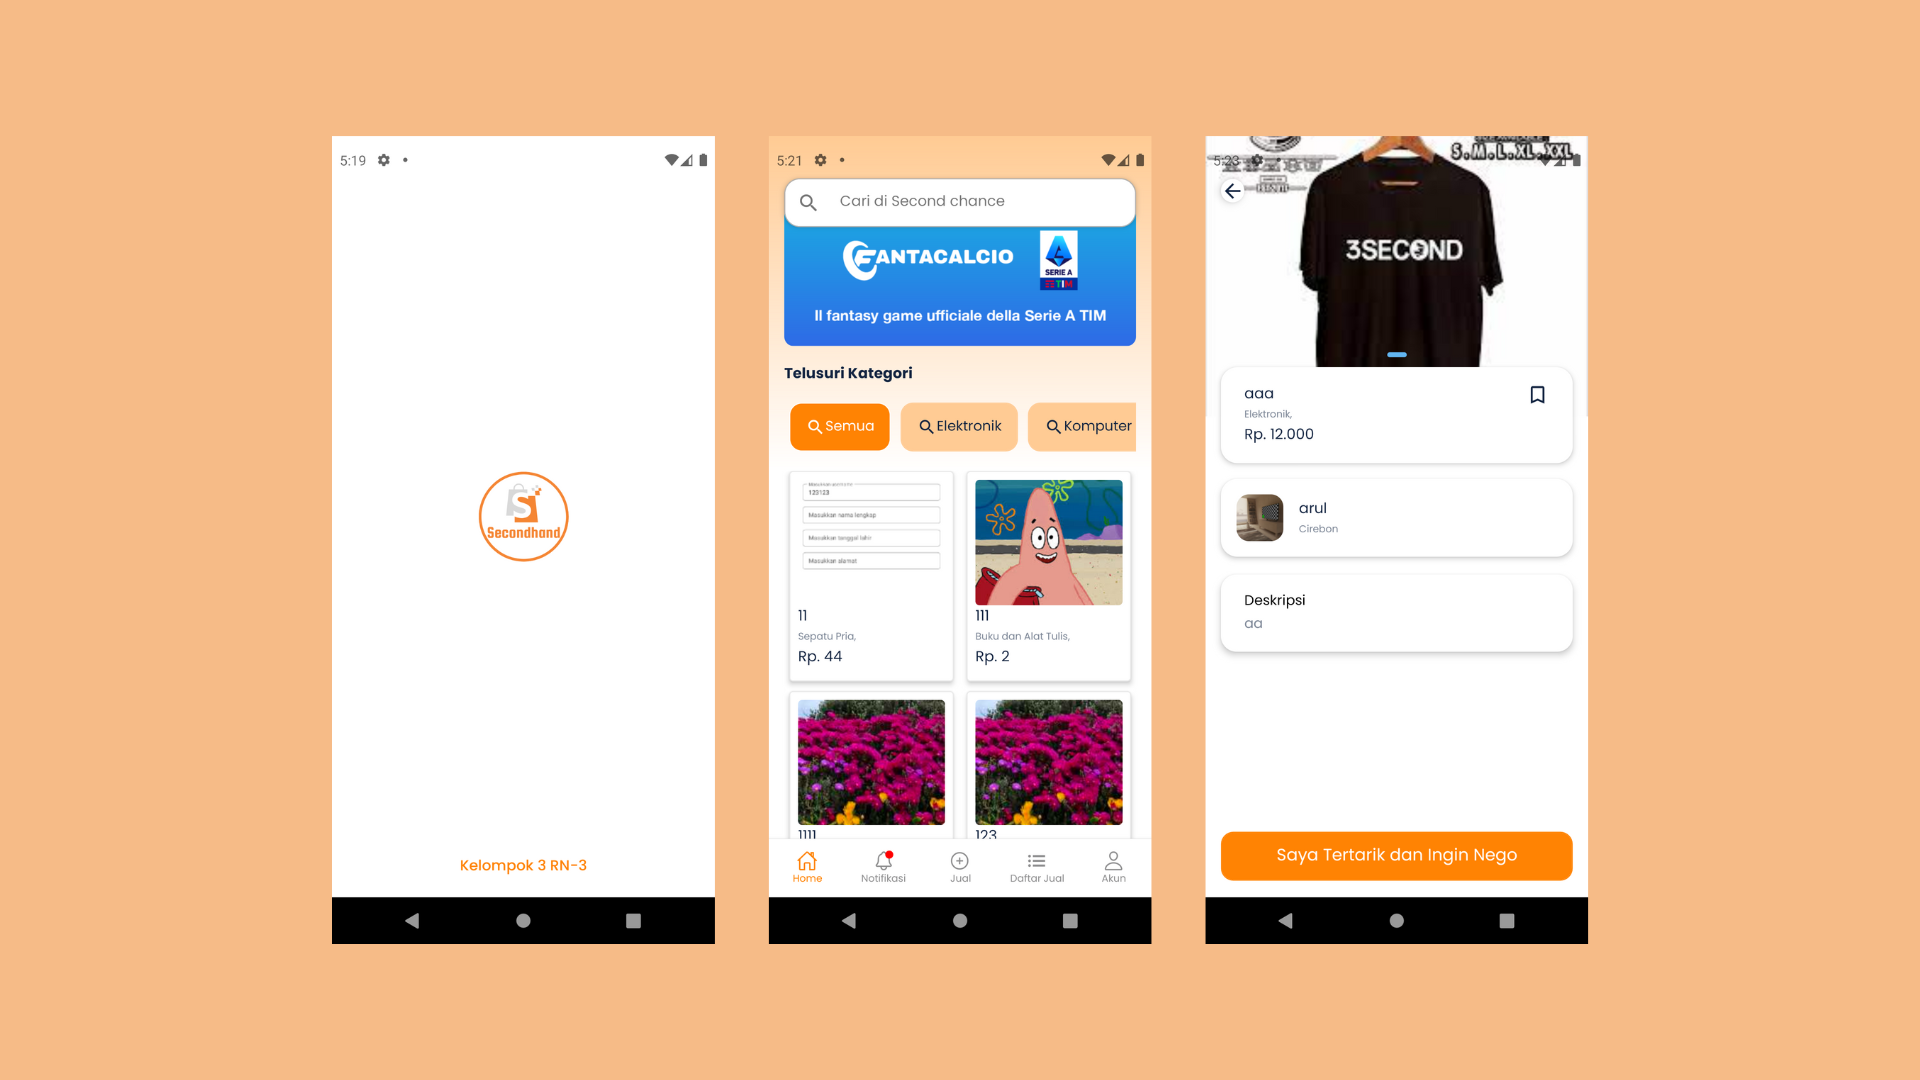 5:19
Secondhand
Kelompok 3 RN-3
5:21
Cari di Second chance
FANTACALCIO
SERIE A
TIM
Il fantasy game ufficiale della Serie A TIM
Telusuri Kategori
Semua
Elektronik
Komputer
123123
Masukkan nama lengkap
Masukkan tanggal lahir
Masukkan alamat
11
Sepatu Pria,
Rp. 44
111
Buku dan Alat Tulis,
Rp. 2
1111
123
Home
Notifikasi
Jual
Daftar Jual
Akun
5:23
S.M.L.XL.XXL
3SECOND
aaa
Elektronik,
Rp. 12.000
arul
Cirebon
Deskripsi
aa
Saya Tertarik dan Ingin Nego